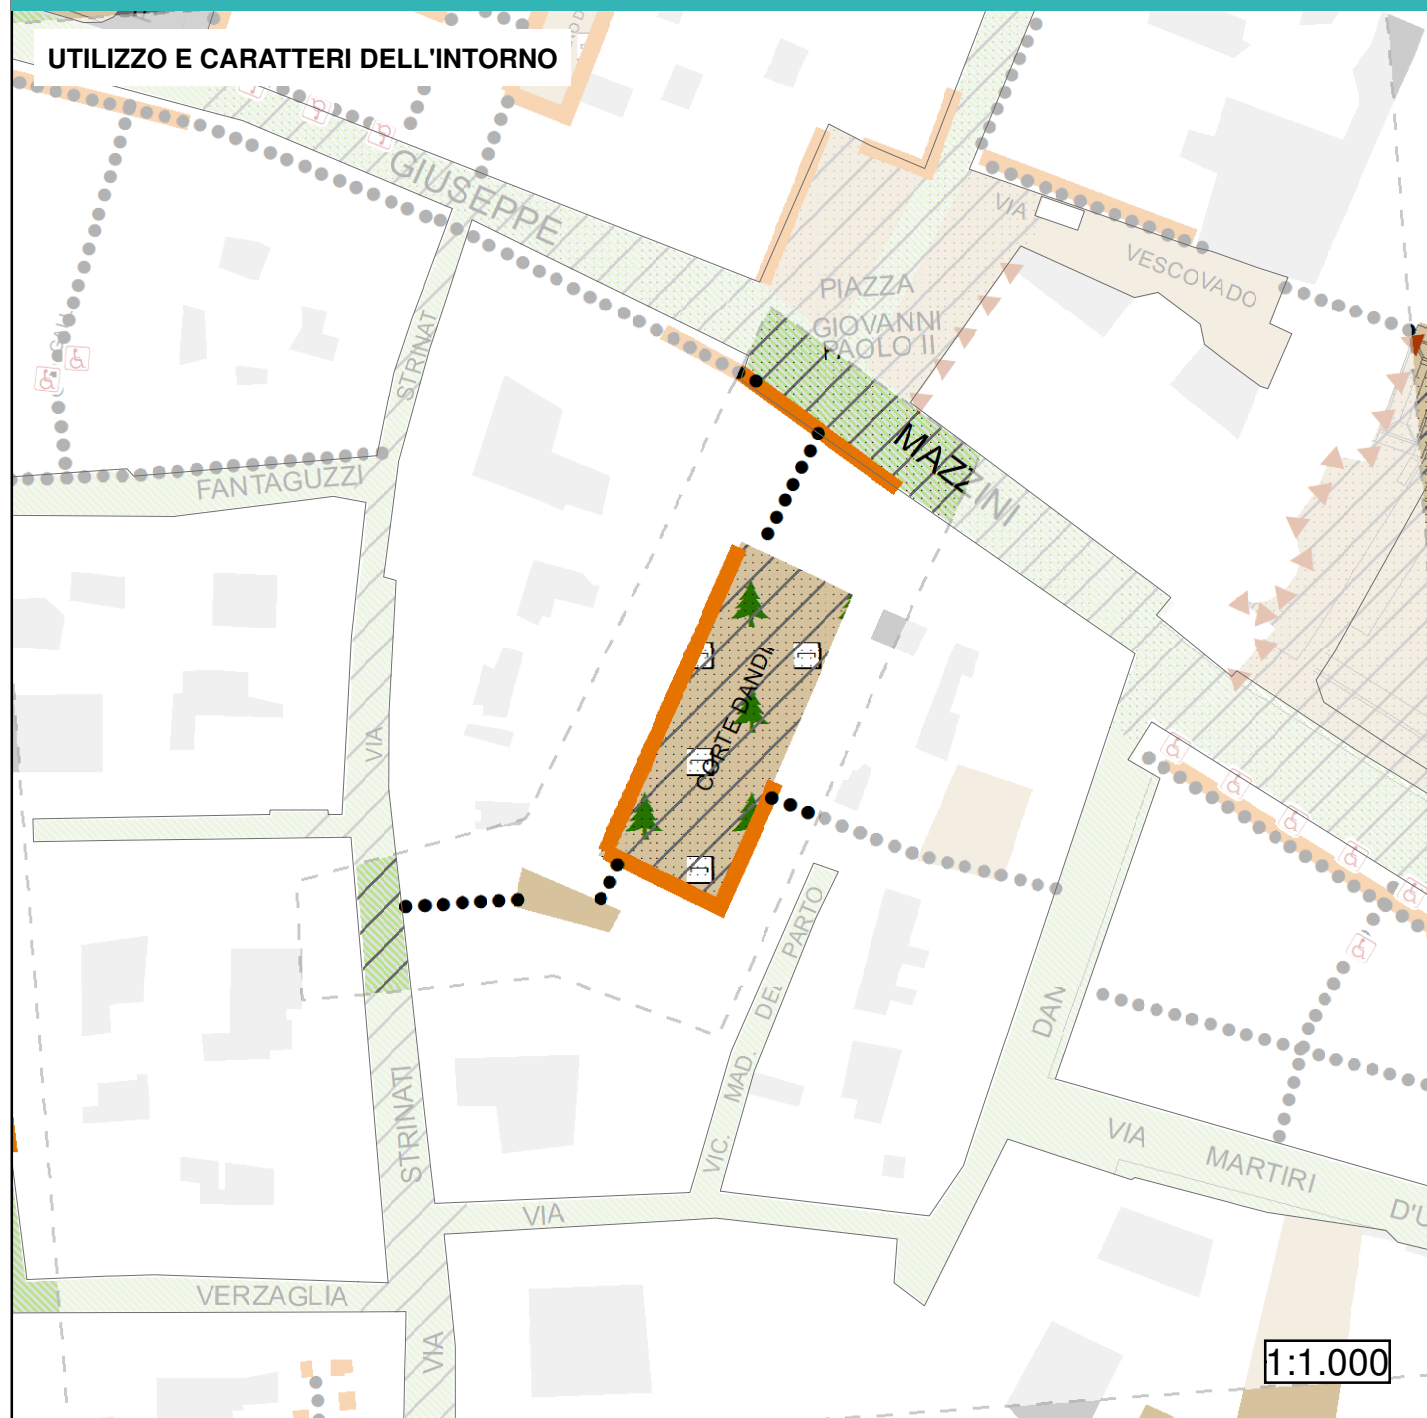 UTILIZZO E CARATTERI DELL'INTORNO
GIUSEPPE
VIA
VESCOVADO
PIAZZA
GIOVANNI
PAOLO II
STRINAT
MAZZINI
FANTAGUZZI
CORTE DANDI
VIA
VIC. MAD. DEL PARTO
DAN
STRINATI
VIA
MARTIRI
D'U
VIA
VERZAGLIA
VIA
1:1.000